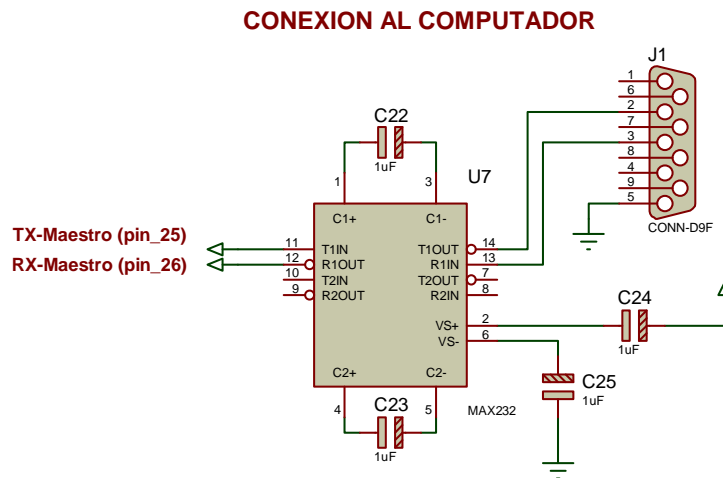 CONEXION AL COMPUTADOR
J1
1
6
2
7
3
8
4
9
5
CONN-D9F
C22
1uF
U7
1
3
C1+
C1-
TX-Maestro (pin_25)
RX-Maestro (pin_26)
11
T1IN
T1OUT
14
12
R1OUT
R1IN
13
10
T2IN
T2OUT
7
9
R2OUT
R2IN
8
VS+
2
VS-
6
C24
1uF
C2+
C2-
C25
1uF
4
C23
5
MAX232
1uF